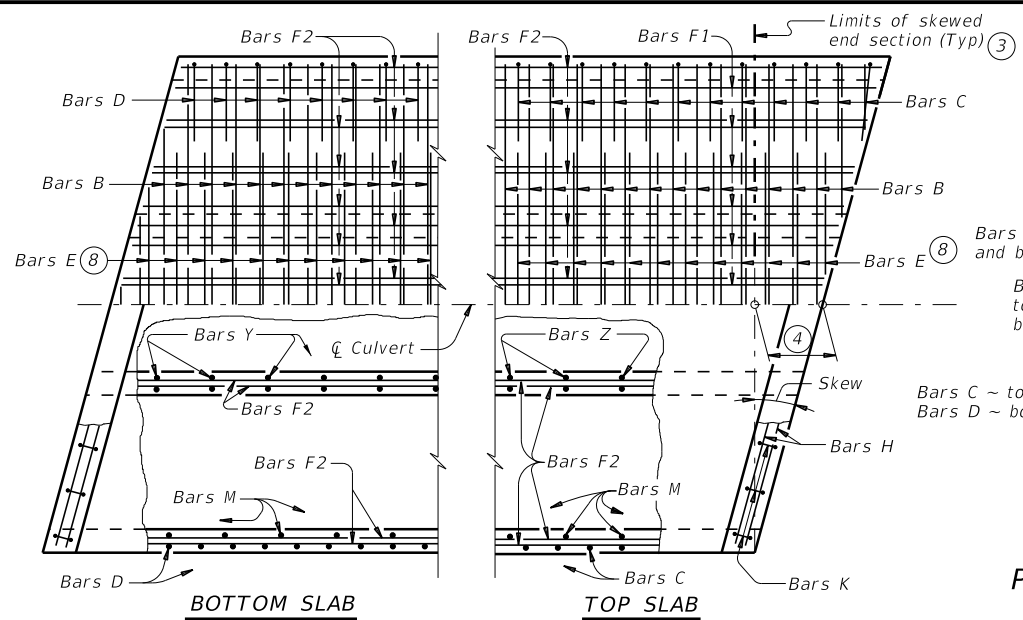 Bars F2
Bars F2
Bars F1
Limits of skewed
end section (Typ) 3
Bars D
Bars C
Bars B
Bars B
Bars E 8
Bars E 8
Bars
and b
B
to
b
Bars Y
℄ Culvert
Bars Z
4
Bars F2
Skew
Bars C ~ to
Bars D ~ bo
Bars H
Bars F2
Bars F2
Bars M
Bars M
Bars D
Bars C
Bars K
P
BOTTOM SLAB
TOP SLAB